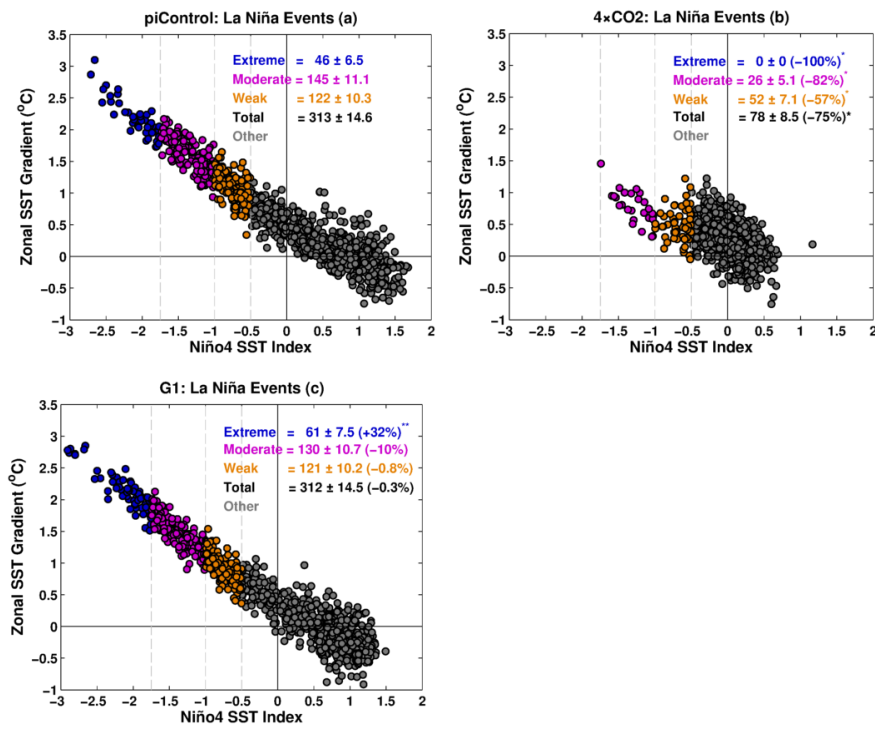 piControl: La Niña Events (a)
3.5
3
2.5
2
1.5
1
0.5
0
−0.5
−1
Zonal SST Gradient (°C)
Extreme = 46 ± 6.5
Moderate = 145 ± 11.1
Weak = 122 ± 10.3
Total = 313 ± 14.6
Other
−3 −2.5 −2 −1.5 −1 −0.5 0 0.5 1 1.5 2
Niño4 SST Index
4×CO2: La Niña Events (b)
3.5
3
2.5
2
1.5
1
0.5
0
−0.5
−1
Zonal SST Gradient (°C)
Extreme = 0 ± 0 (−100%)*
Moderate = 26 ± 5.1 (−82%)*
Weak = 52 ± 7.1 (−57%)*
Total = 78 ± 8.5 (−75%)*
Other
−3 −2.5 −2 −1.5 −1 −0.5 0 0.5 1 1.5 2
Niño4 SST Index
G1: La Niña Events (c)
3.5
3
2.5
2
1.5
1
0.5
0
−0.5
−1
Zonal SST Gradient (°C)
Extreme = 61 ± 7.5 (+32%)**
Moderate = 130 ± 10.7 (−10%)
Weak = 121 ± 10.2 (−0.8%)
Total = 312 ± 14.5 (−0.3%)
Other
−3 −2.5 −2 −1.5 −1 −0.5 0 0.5 1 1.5 2
Niño4 SST Index